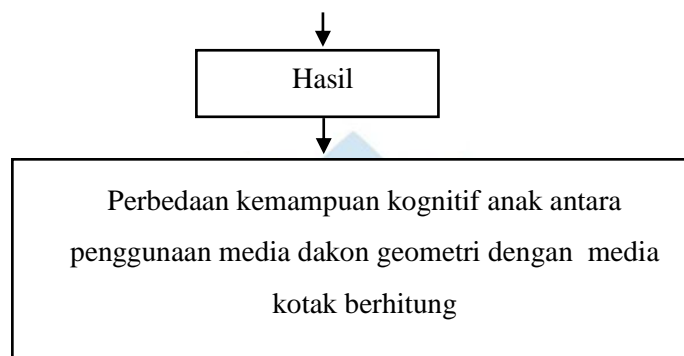 Hasil
Perbedaan kemampuan kognitif anak antara
penggunaan media dakon geometri dengan  media
kotak berhitung